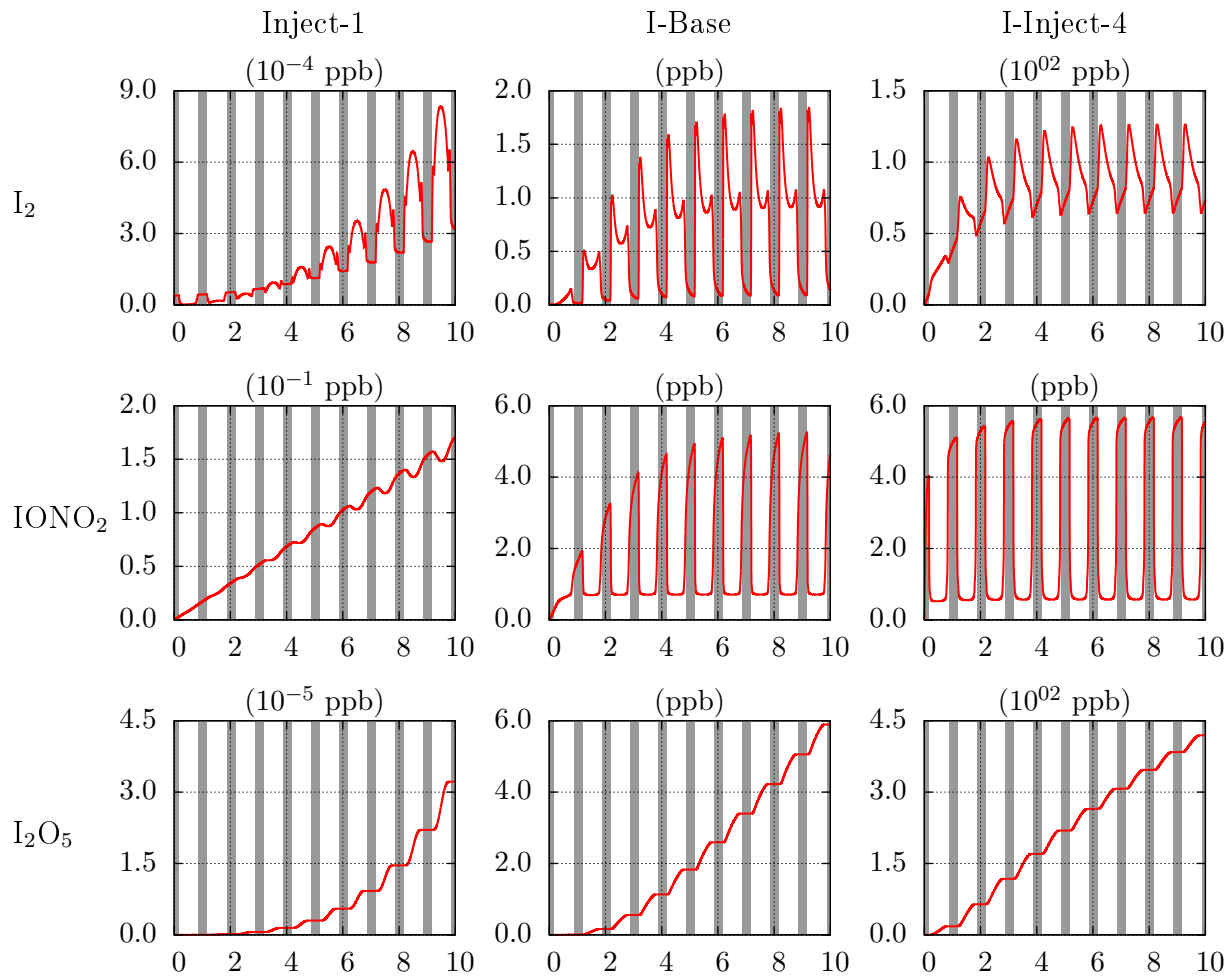 Inject-1 I-Base I-Inject-4
(10⁻⁴ ppb) (ppb) (10⁰² ppb)
9.0 2.0 1.5
1.5
6.0 1.0
I₂ 1.0
3.0 0.5
0.5
0.0 0.0 0.0
0 2 4 6 8 10 0 2 4 6 8 10 0 2 4 6 8 10
(10⁻¹ ppb) (ppb) (ppb)
2.0 6.0 6.0
1.5
4.0 4.0
IONO₂ 1.0
2.0 2.0
0.5
0.0 0.0 0.0
0 2 4 6 8 10 0 2 4 6 8 10 0 2 4 6 8 10
(10⁻⁵ ppb) (ppb) (10⁰² ppb)
4.5 6.0 4.5
3.0 4.0 3.0
I₂O₅
1.5 2.0 1.5
0.0 0.0 0.0
0 2 4 6 8 10 0 2 4 6 8 10 0 2 4 6 8 10